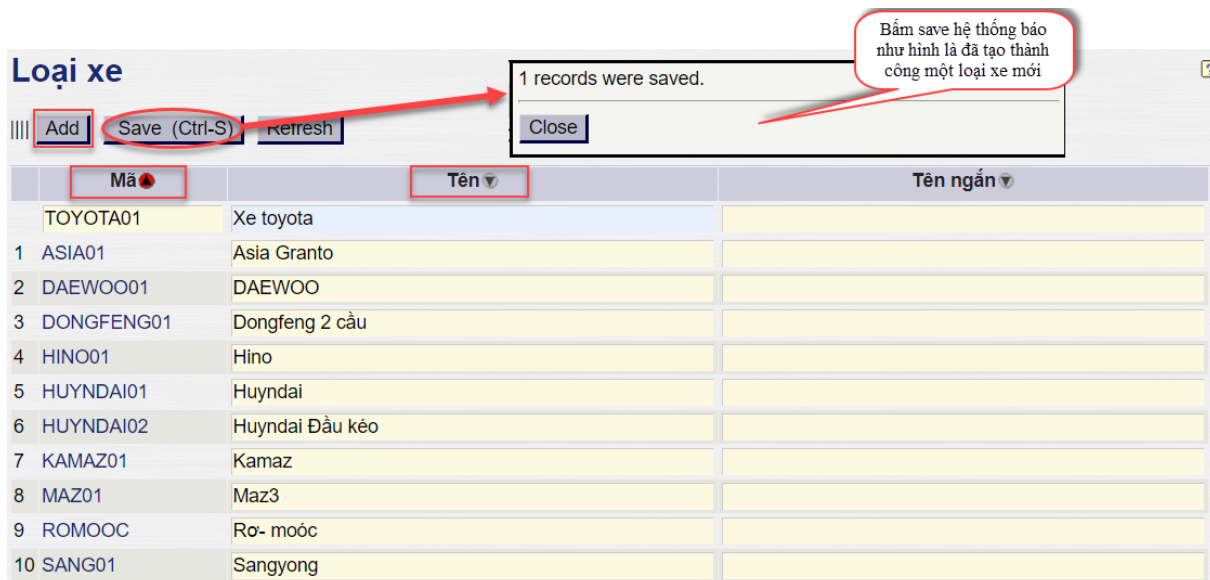 Bấm save hệ thống báo
như hình là đã tạo thành
công một loại xe mới
Loại xe
1 records were saved.
Close
Add Save (Ctrl-S) Refresh
Mã Tên Tên ngắn
TOYOTA01 Xe toyota
1 ASIA01 Asia Granto
2 DAEWOO01 DAEWOO
3 DONGFENG01 Dongfeng 2 cầu
4 HINO01 Hino
5 HUYNDAI01 Huyndai
6 HUYNDAI02 Huyndai Đầu kéo
7 KAMAZ01 Kamaz
8 MAZ01 Maz3
9 ROMOOC Rơ- moóc
10 SANG01 Sangyong